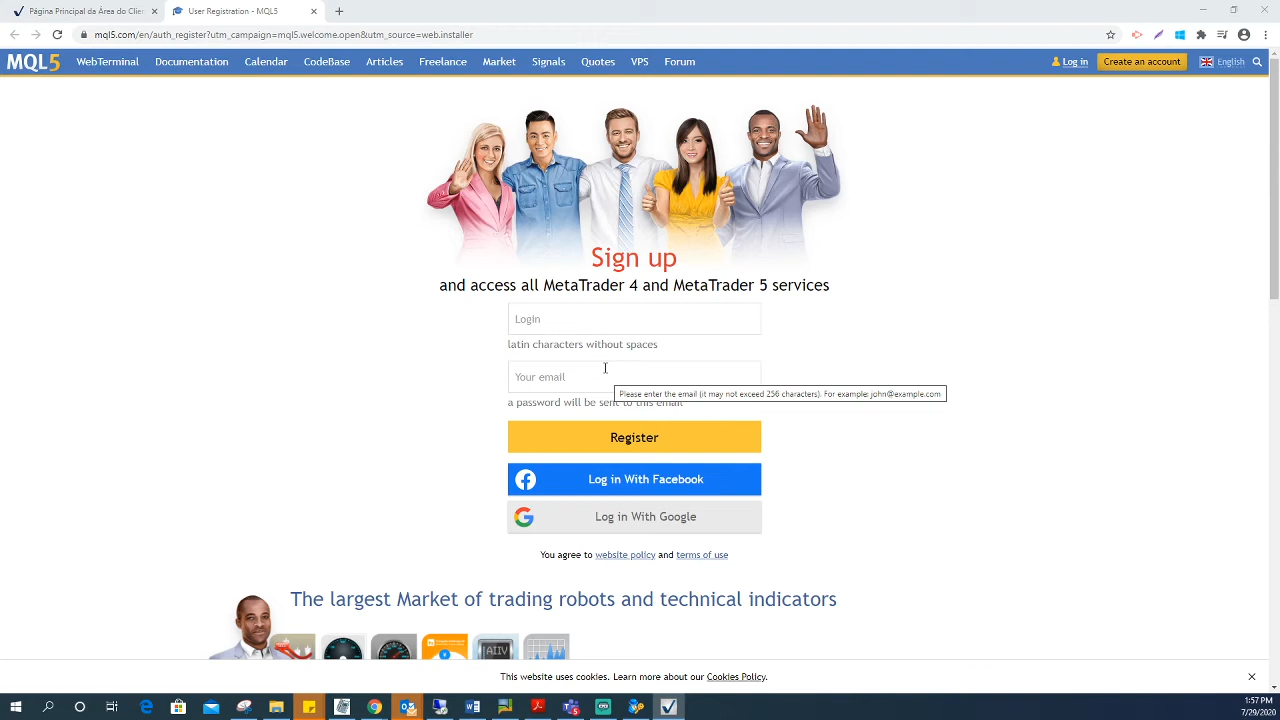 Página Principal da Área do Clien
User Registration - MQL5
mql5.com/en/auth_register?utm_campaign=mql5.welcome.open&utm_source=web.installer
MQL5 WebTerminal Documentation Calendar CodeBase Articles Freelance Market Signals Quotes VPS Forum Log in Create an account English
Sign up
and access all MetaTrader 4 and MetaTrader 5 services
Login
latin characters without spaces
Your email
Please enter the email (it may not exceed 256 characters). For example: john@example.com
a password will be sent to this email
Register
Log in With Facebook
Log in With Google
You agree to website policy and terms of use
The largest Market of trading robots and technical indicators
AIIV
This website uses cookies. Learn more about our Cookies Policy.
1:57 PM
7/29/2020